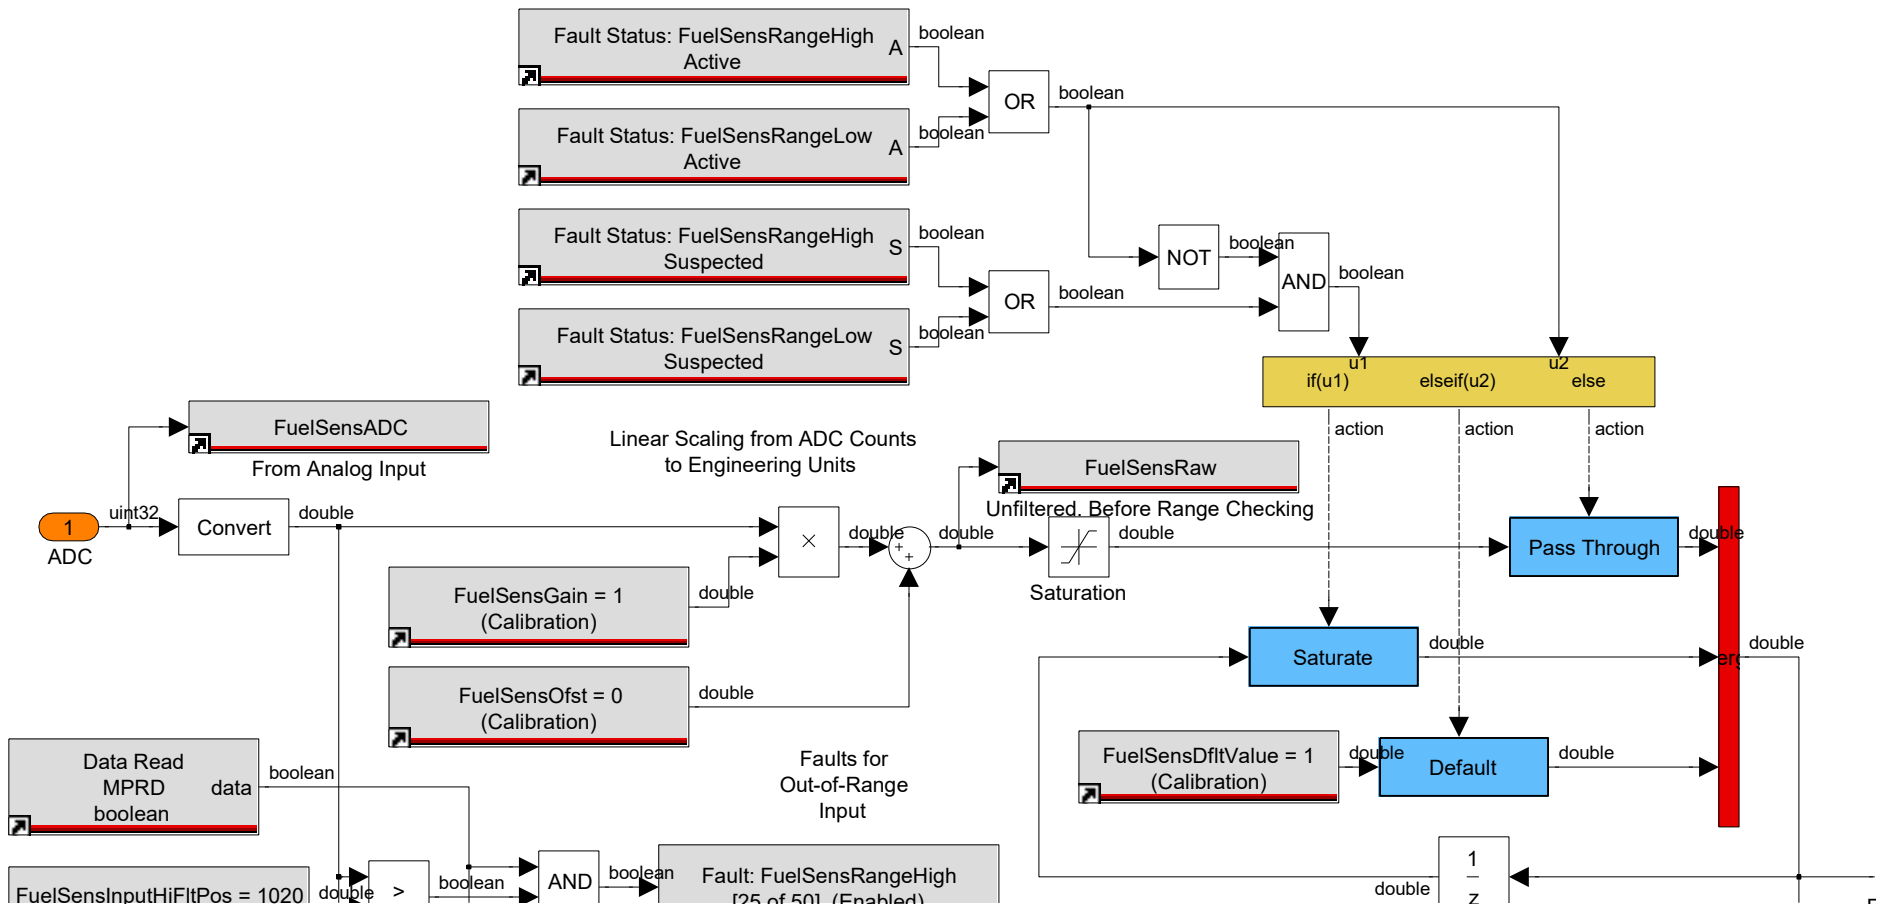 Fault Status: FuelSensRangeHigh
Active
A
boolean
Fault Status: FuelSensRangeLow
Active
A
boolean
OR
boolean
Fault Status: FuelSensRangeHigh
Suspected
S
boolean
Fault Status: FuelSensRangeLow
Suspected
S
boolean
OR
boolean
NOT
boolean
AND
boolean
u1
u2
if(u1)
elseif(u2)
else
action
action
action
FuelSensADC
From Analog Input
Linear Scaling from ADC Counts
to Engineering Units
FuelSensRaw
Unfiltered. Before Range Checking
1
ADC
uint32
Convert
double
×
double
+
+
double
Saturation
double
Pass Through
double
FuelSensGain = 1
(Calibration)
double
FuelSensOfst = 0
(Calibration)
double
Saturate
double
double
FuelSensDfltValue = 1
(Calibration)
double
Default
double
Data Read
MPRD
boolean
data
boolean
Faults for
Out-of-Range
Input
FuelSensInputHiFltPos = 1020
double
>
boolean
AND
boolean
Fault: FuelSensRangeHigh
[25 of 50] (Enabled)
1
z
double